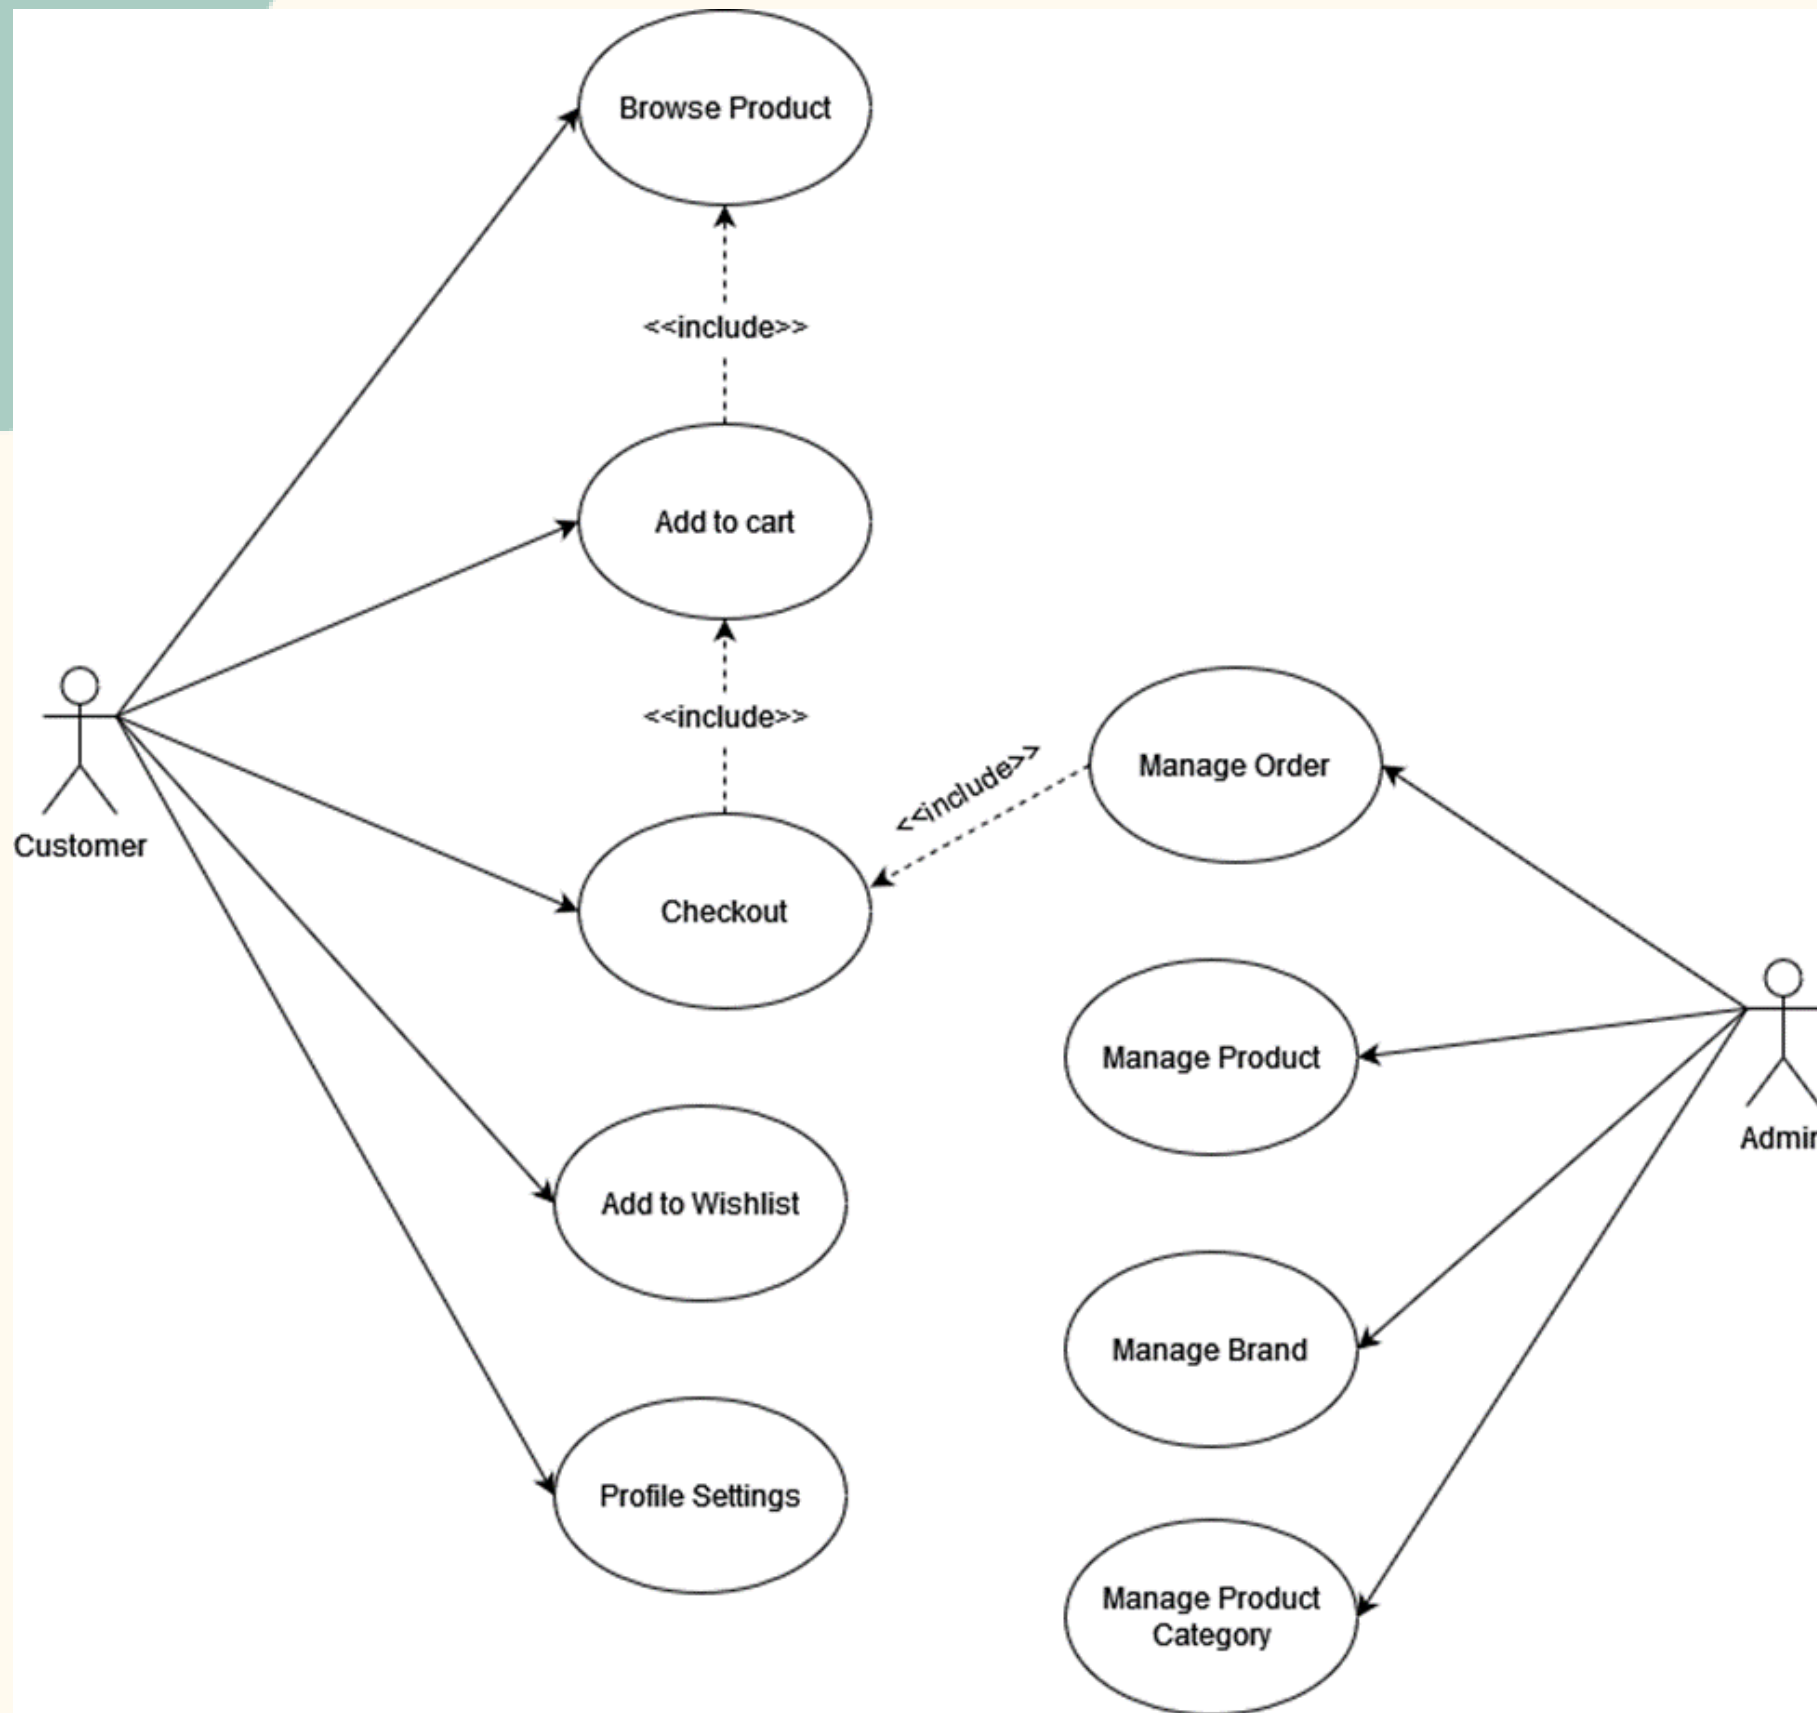 Browse Product
<<include>>
Add to cart
<<include>>
Customer
Checkout
<<include>>
Manage Order
Manage Product
Admin
Add to Wishlist
Manage Brand
Profile Settings
Manage Product
Category